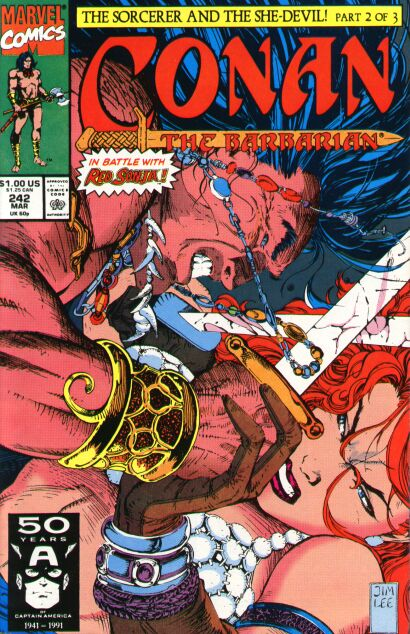 MARVEL
COMICS
THE SORCERER AND THE SHE-DEVIL! PART 2 OF 3
CONAN
THE BARBARIAN®
IN BATTLE WITH
RED SONJA!
$1.00 US
$1.25 CAN
242
MAR
UK 60p
APPROVED
BY THE
COMICS
CODE
AUTHORITY
50
YEARS
A
CAPTAIN AMERICA
1941 - 1991
JIM
LEE